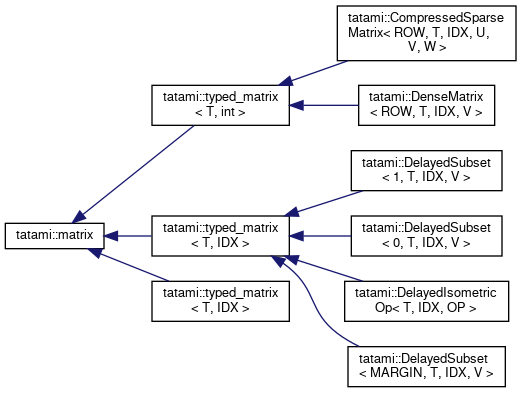 tatami::CompressedSparse
Matrix< ROW, T, IDX, U,
V, W >
tatami::typed_matrix
< T, int >
tatami::DenseMatrix
< ROW, T, IDX, V >
tatami::DelayedSubset
< 1, T, IDX, V >
tatami::matrix
tatami::typed_matrix
< T, IDX >
tatami::DelayedSubset
< 0, T, IDX, V >
tatami::typed_matrix
< T, IDX >
tatami::DelayedIsometric
Op< T, IDX, OP >
tatami::DelayedSubset
< MARGIN, T, IDX, V >